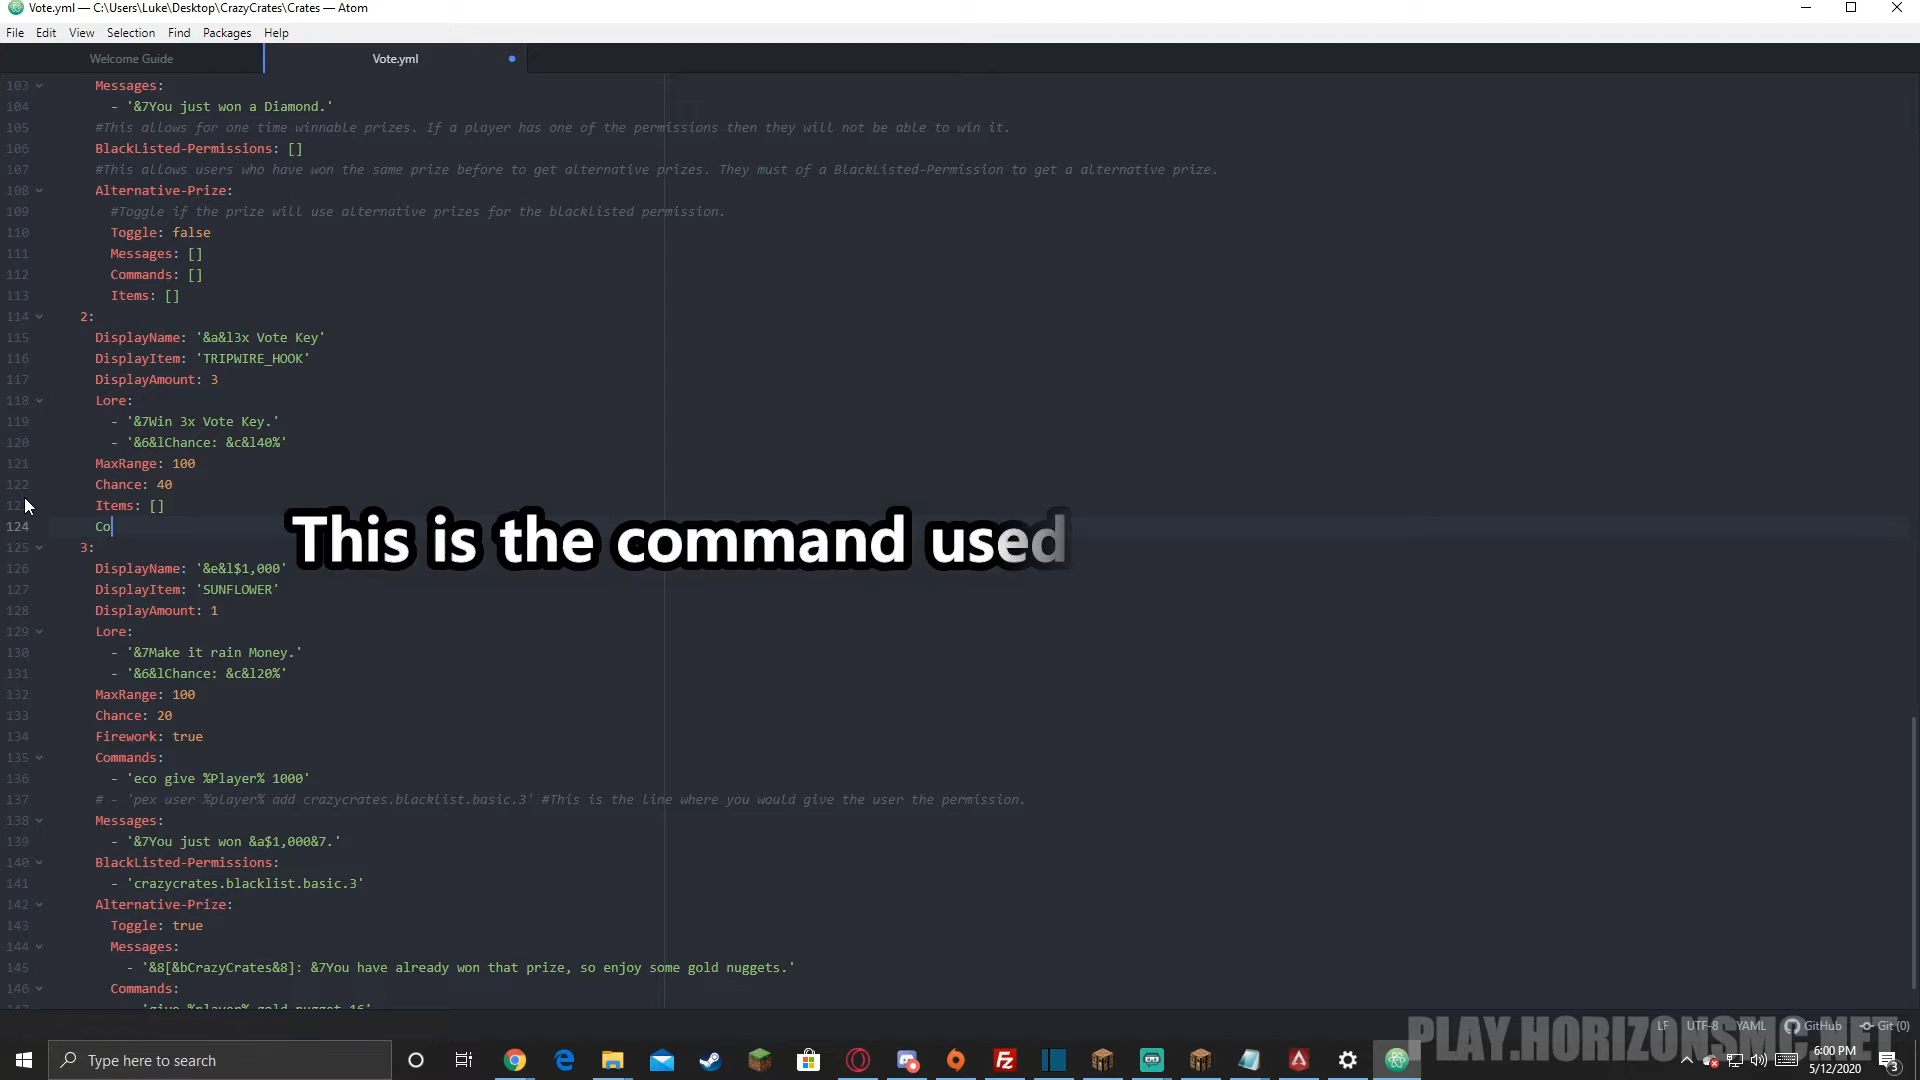 Vote.yml — C:\Users\Luke\Desktop\CrazyCrates\Crates — Atom
File Edit View Selection Find Packages Help
Welcome Guide
Vote.yml
103 Messages:
104 - '&7You just won a Diamond.'
105 #This allows for one time winnable prizes. If a player has one of the permissions then they will not be able to win it.
106 BlackListed-Permissions: []
107 #This allows users who have won the same prize before to get alternative prizes. They must of a BlackListed-Permission to get a alternative prize.
108 Alternative-Prize:
109 #Toggle if the prize will use alternative prizes for the blacklisted permission.
110 Toggle: false
111 Messages: []
112 Commands: []
113 Items: []
114 2:
115 DisplayName: '&a&l3x Vote Key'
116 DisplayItem: 'TRIPWIRE_HOOK'
117 DisplayAmount: 3
118 Lore:
119 - '&7Win 3x Vote Key.'
120 - '&6&lChance: &c&l40%'
121 MaxRange: 100
122 Chance: 40
Items: []
124 Co
125 3:
126 DisplayName: '&e&l$1,000'
127 DisplayItem: 'SUNFLOWER'
128 DisplayAmount: 1
129 Lore:
130 - '&7Make it rain Money.'
131 - '&6&lChance: &c&l20%'
132 MaxRange: 100
133 Chance: 20
134 Firework: true
135 Commands:
136 - 'eco give %Player% 1000'
137 # - 'pex user %player% add crazycrates.blacklist.basic.3' #This is the line where you would give the user the permission.
138 Messages:
139 - '&7You just won &a$1,000&7.'
140 BlackListed-Permissions:
141 - 'crazycrates.blacklist.basic.3'
142 Alternative-Prize:
143 Toggle: true
144 Messages:
145 - '&8[&bCrazyCrates&8]: &7You have already won that prize, so enjoy some gold nuggets.'
146 Commands:
This is the command used
LF UTF-8 YAML GitHub Git (0)
PLAY.HORIZONSMC.NET
Type here to search
6:00 PM
5/12/2020
3